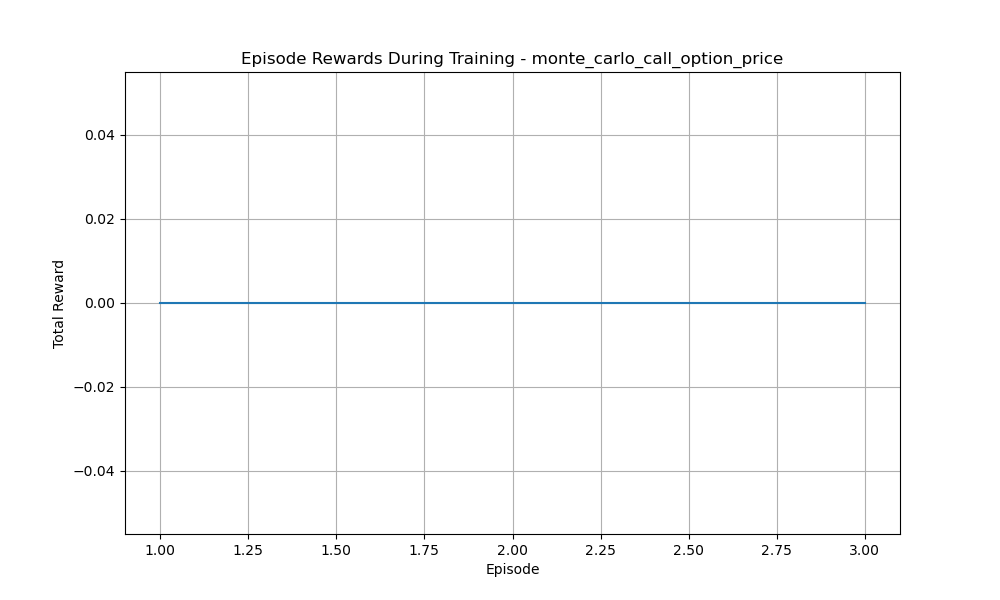 Episode Rewards During Training - monte_carlo_call_option_price
Total Reward
0.04
0.02
0.00
−0.02
−0.04
1.00 1.25 1.50 1.75 2.00 2.25 2.50 2.75 3.00
Episode